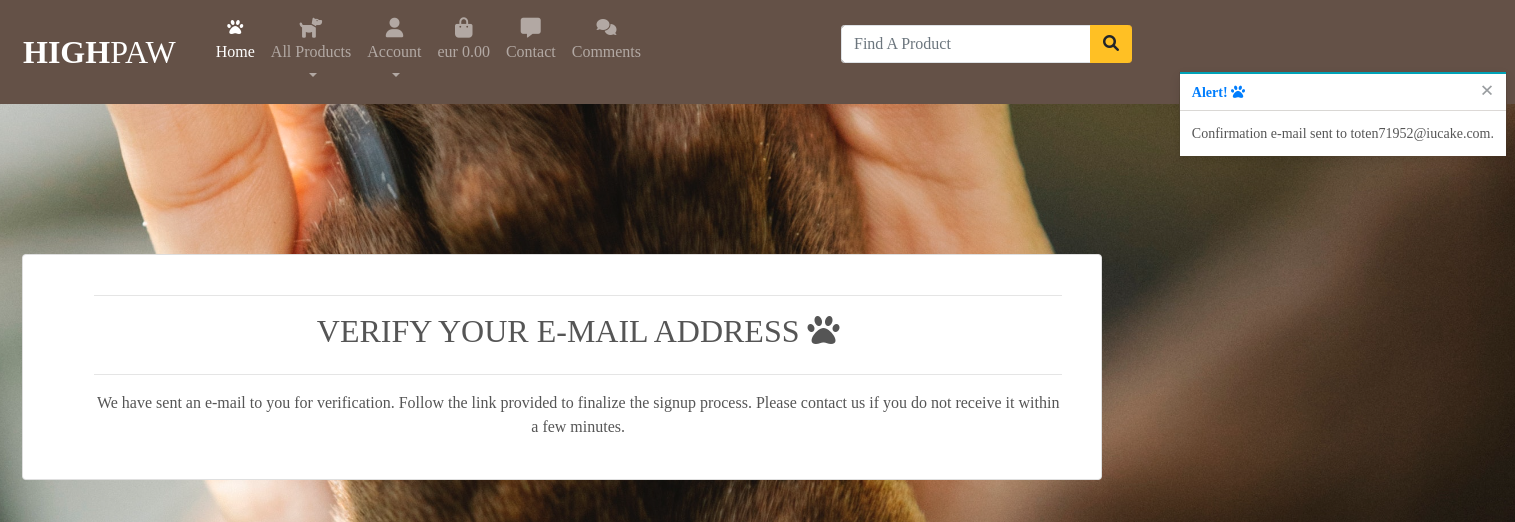 HIGHPAW
Home
All Products
Account
eur 0.00
Contact
Comments
Find A Product
Alert!
×
Confirmation e-mail sent to toten71952@iucake.com.
VERIFY YOUR E-MAIL ADDRESS
We have sent an e-mail to you for verification. Follow the link provided to finalize the signup process. Please contact us if you do not receive it within
a few minutes.